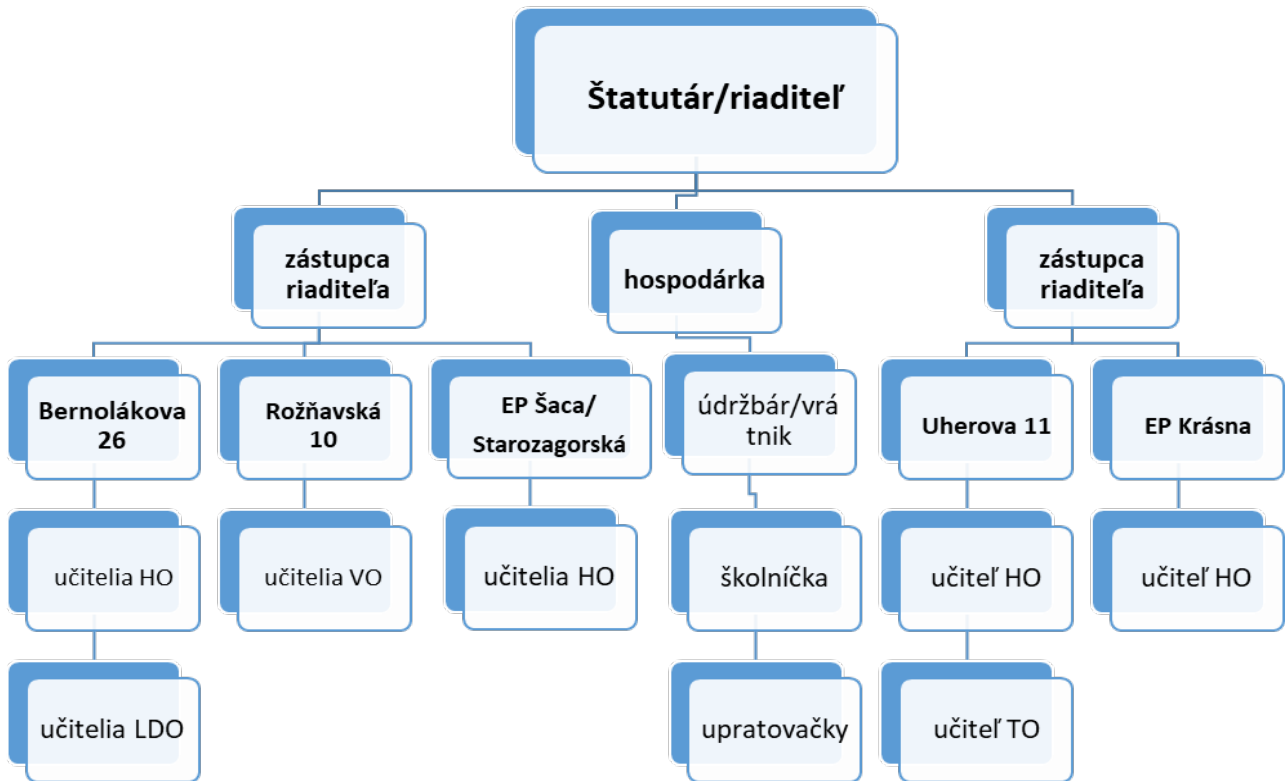 Štatutár/riaditeľ
zástupca
riaditeľa
hospodárka
zástupca
riaditeľa
Bernolákova
26
Rožňavská
10
EP Šaca/
Starozagorská
údržbár/vrá
tnik
Uherova 11
EP Krásna
učitelia HO
učitelia VO
učitelia HO
školníčka
učiteľ HO
učiteľ HO
učitelia LDO
upratovačky
učiteľ TO